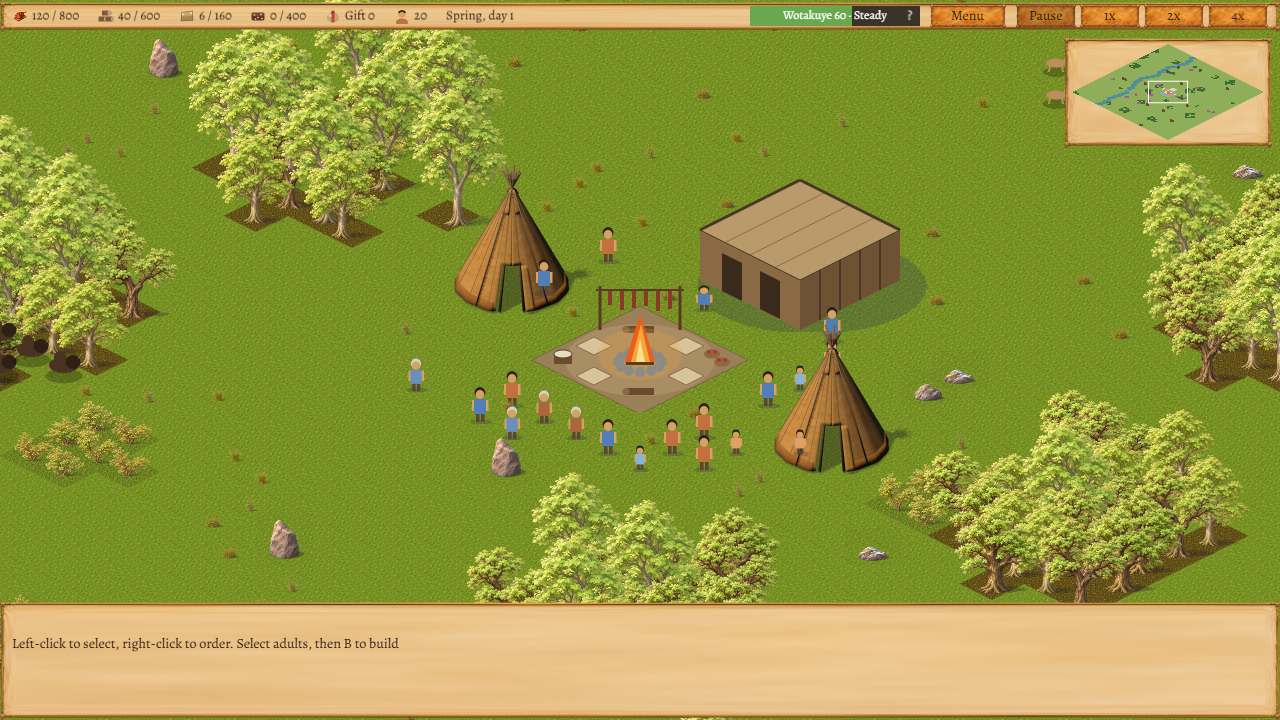 120 / 800 40 / 600 6 / 160 0 / 400 Gift 0 20 Spring, day 1 Wotakuye 60 - Steady ? Menu Pause 1x 2x 4x
Left-click to select, right-click to order. Select adults, then B to build